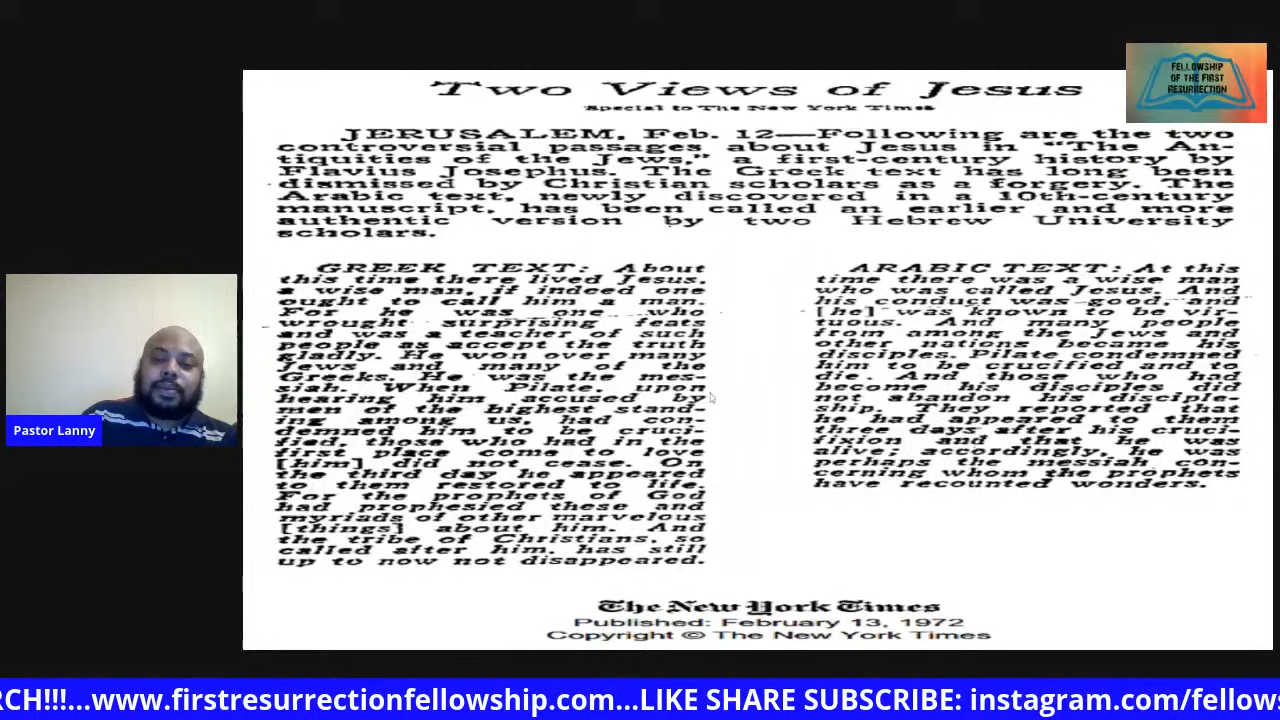 FELLOWSHIP
OF THE FIRST
RESURRECTION
Two Views of Jesus
Special to The New York Times
JERUSALEM, Feb. 12—Following are the two
controversial passages about Jesus in "The An-
tiquities of the Jews," a first-century history by
Flavius Josephus. The Greek text has long been
dismissed by Christian scholars as a forgery. The
Arabic text, newly discovered in a 10th-century
manuscript, has been called an earlier and more
authentic version by two Hebrew University
scholars.
GREEK TEXT: About
this time there lived Jesus,
a wise man, if indeed one
ought to call him a man.
For he was one who
wrought surprising feats
and was a teacher of such
people as accept the truth
gladly. He won over many
Jews and many of the
Greeks. He was the mes-
siah. When Pilate, upon
hearing him accused by
men of the highest stand-
ing among us, had con-
demned him to be cruci-
fied, those who had in the
first place come to love
[him] did not cease. On
the third day he appeared
to them restored to life.
For the prophets of God
had prophesied these and
myriads of other marvelous
[things] about him. And
the tribe of Christians, so
called after him, has still
up to now not disappeared.
ARABIC TEXT: At this
time there was a wise man
who was called Jesus. And
his conduct was good, and
[he] was known to be vir-
tuous. And many people
from among the Jews and
other nations became his
disciples. Pilate condemned
him to be crucified and to
die. And those who had
become his disciples did
not abandon his disciple-
ship. They reported that
he had appeared to them
three days after his cruci-
fixion and that he was
alive; accordingly, he was
perhaps the messiah con-
cerning whom the prophets
have recounted wonders.
The New York Times
Published: February 13, 1972
Copyright © The New York Times
Pastor Lanny
RCH!!!...www.firstresurrectionfellowship.com...LIKE SHARE SUBSCRIBE: instagram.com/fellows